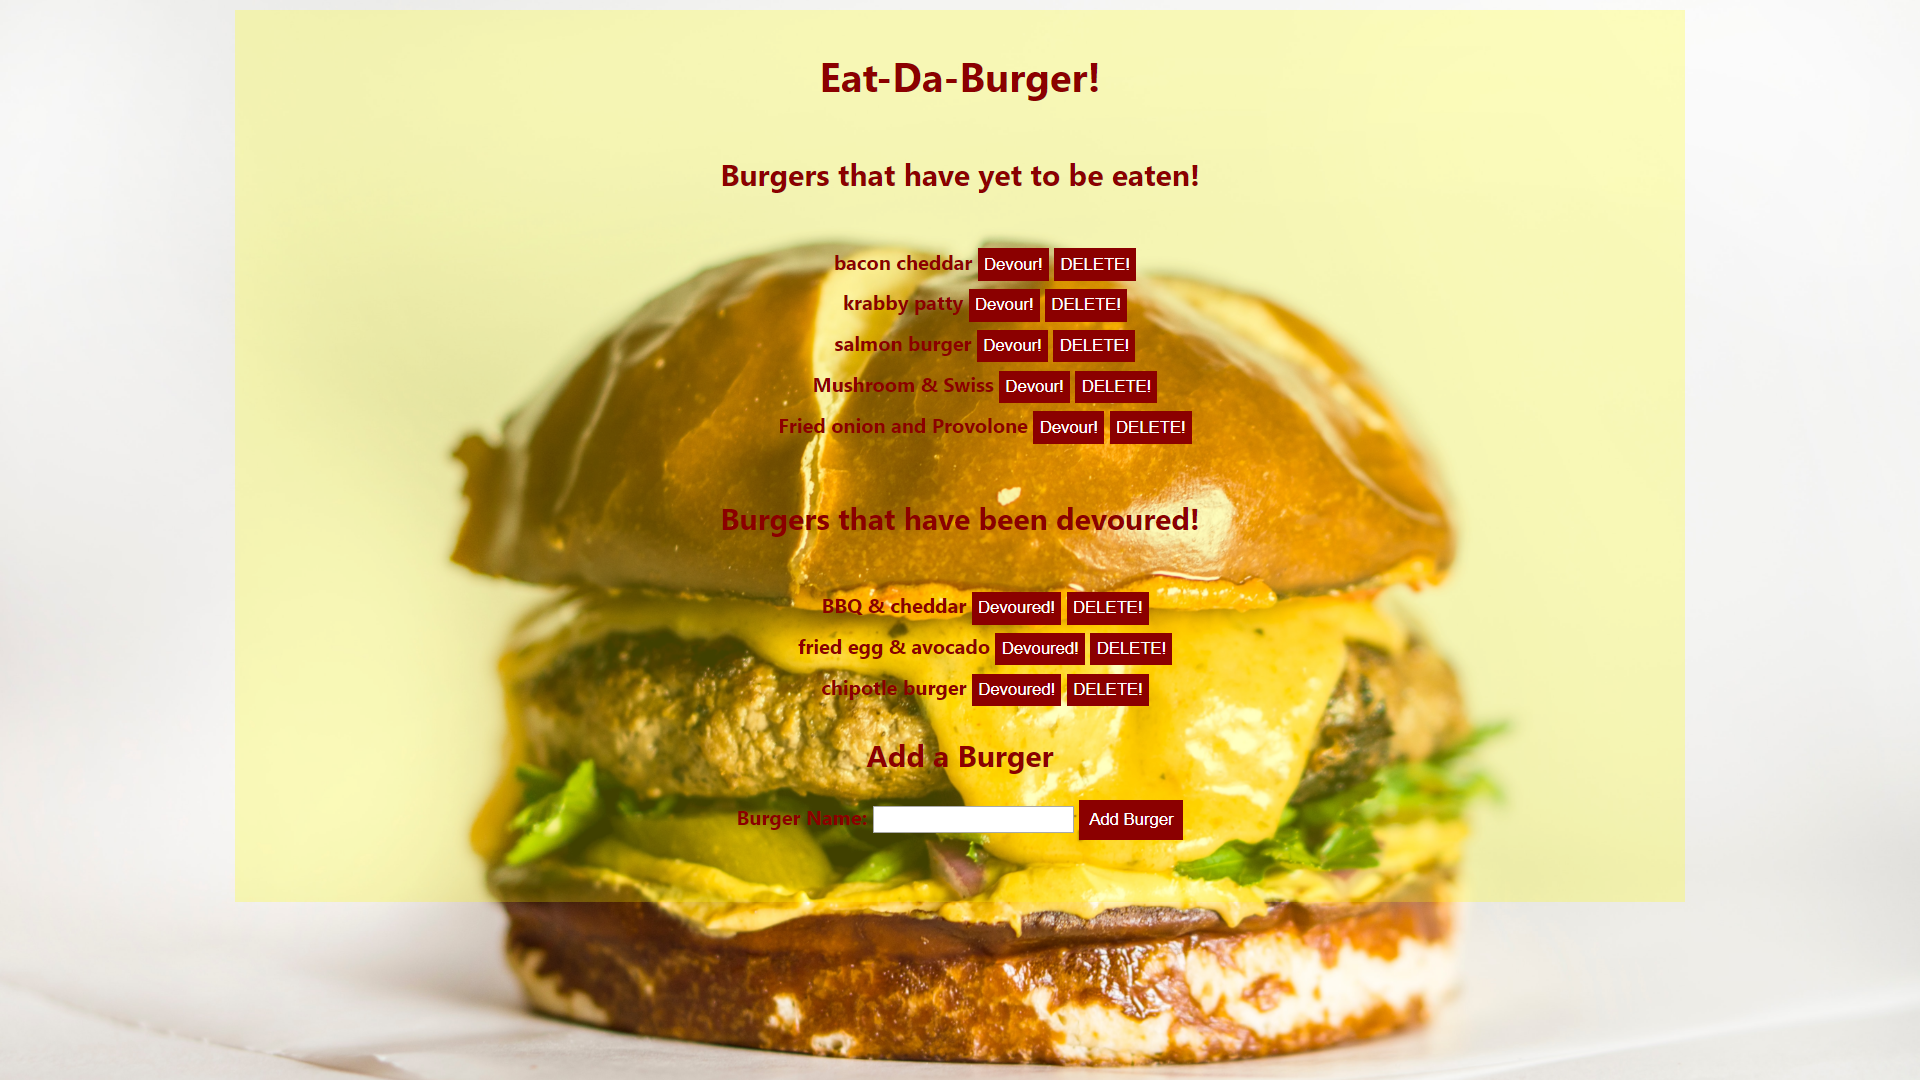 Eat-Da-Burger!
Burgers that have yet to be eaten!
bacon cheddar Devour! DELETE!
krabby patty Devour! DELETE!
salmon burger Devour! DELETE!
Mushroom & Swiss Devour! DELETE!
Fried onion and Provolone Devour! DELETE!
Burgers that have been devoured!
BBQ & cheddar Devoured! DELETE!
fried egg & avocado Devoured! DELETE!
chipotle burger Devoured! DELETE!
Add a Burger
Burger Name: Add Burger